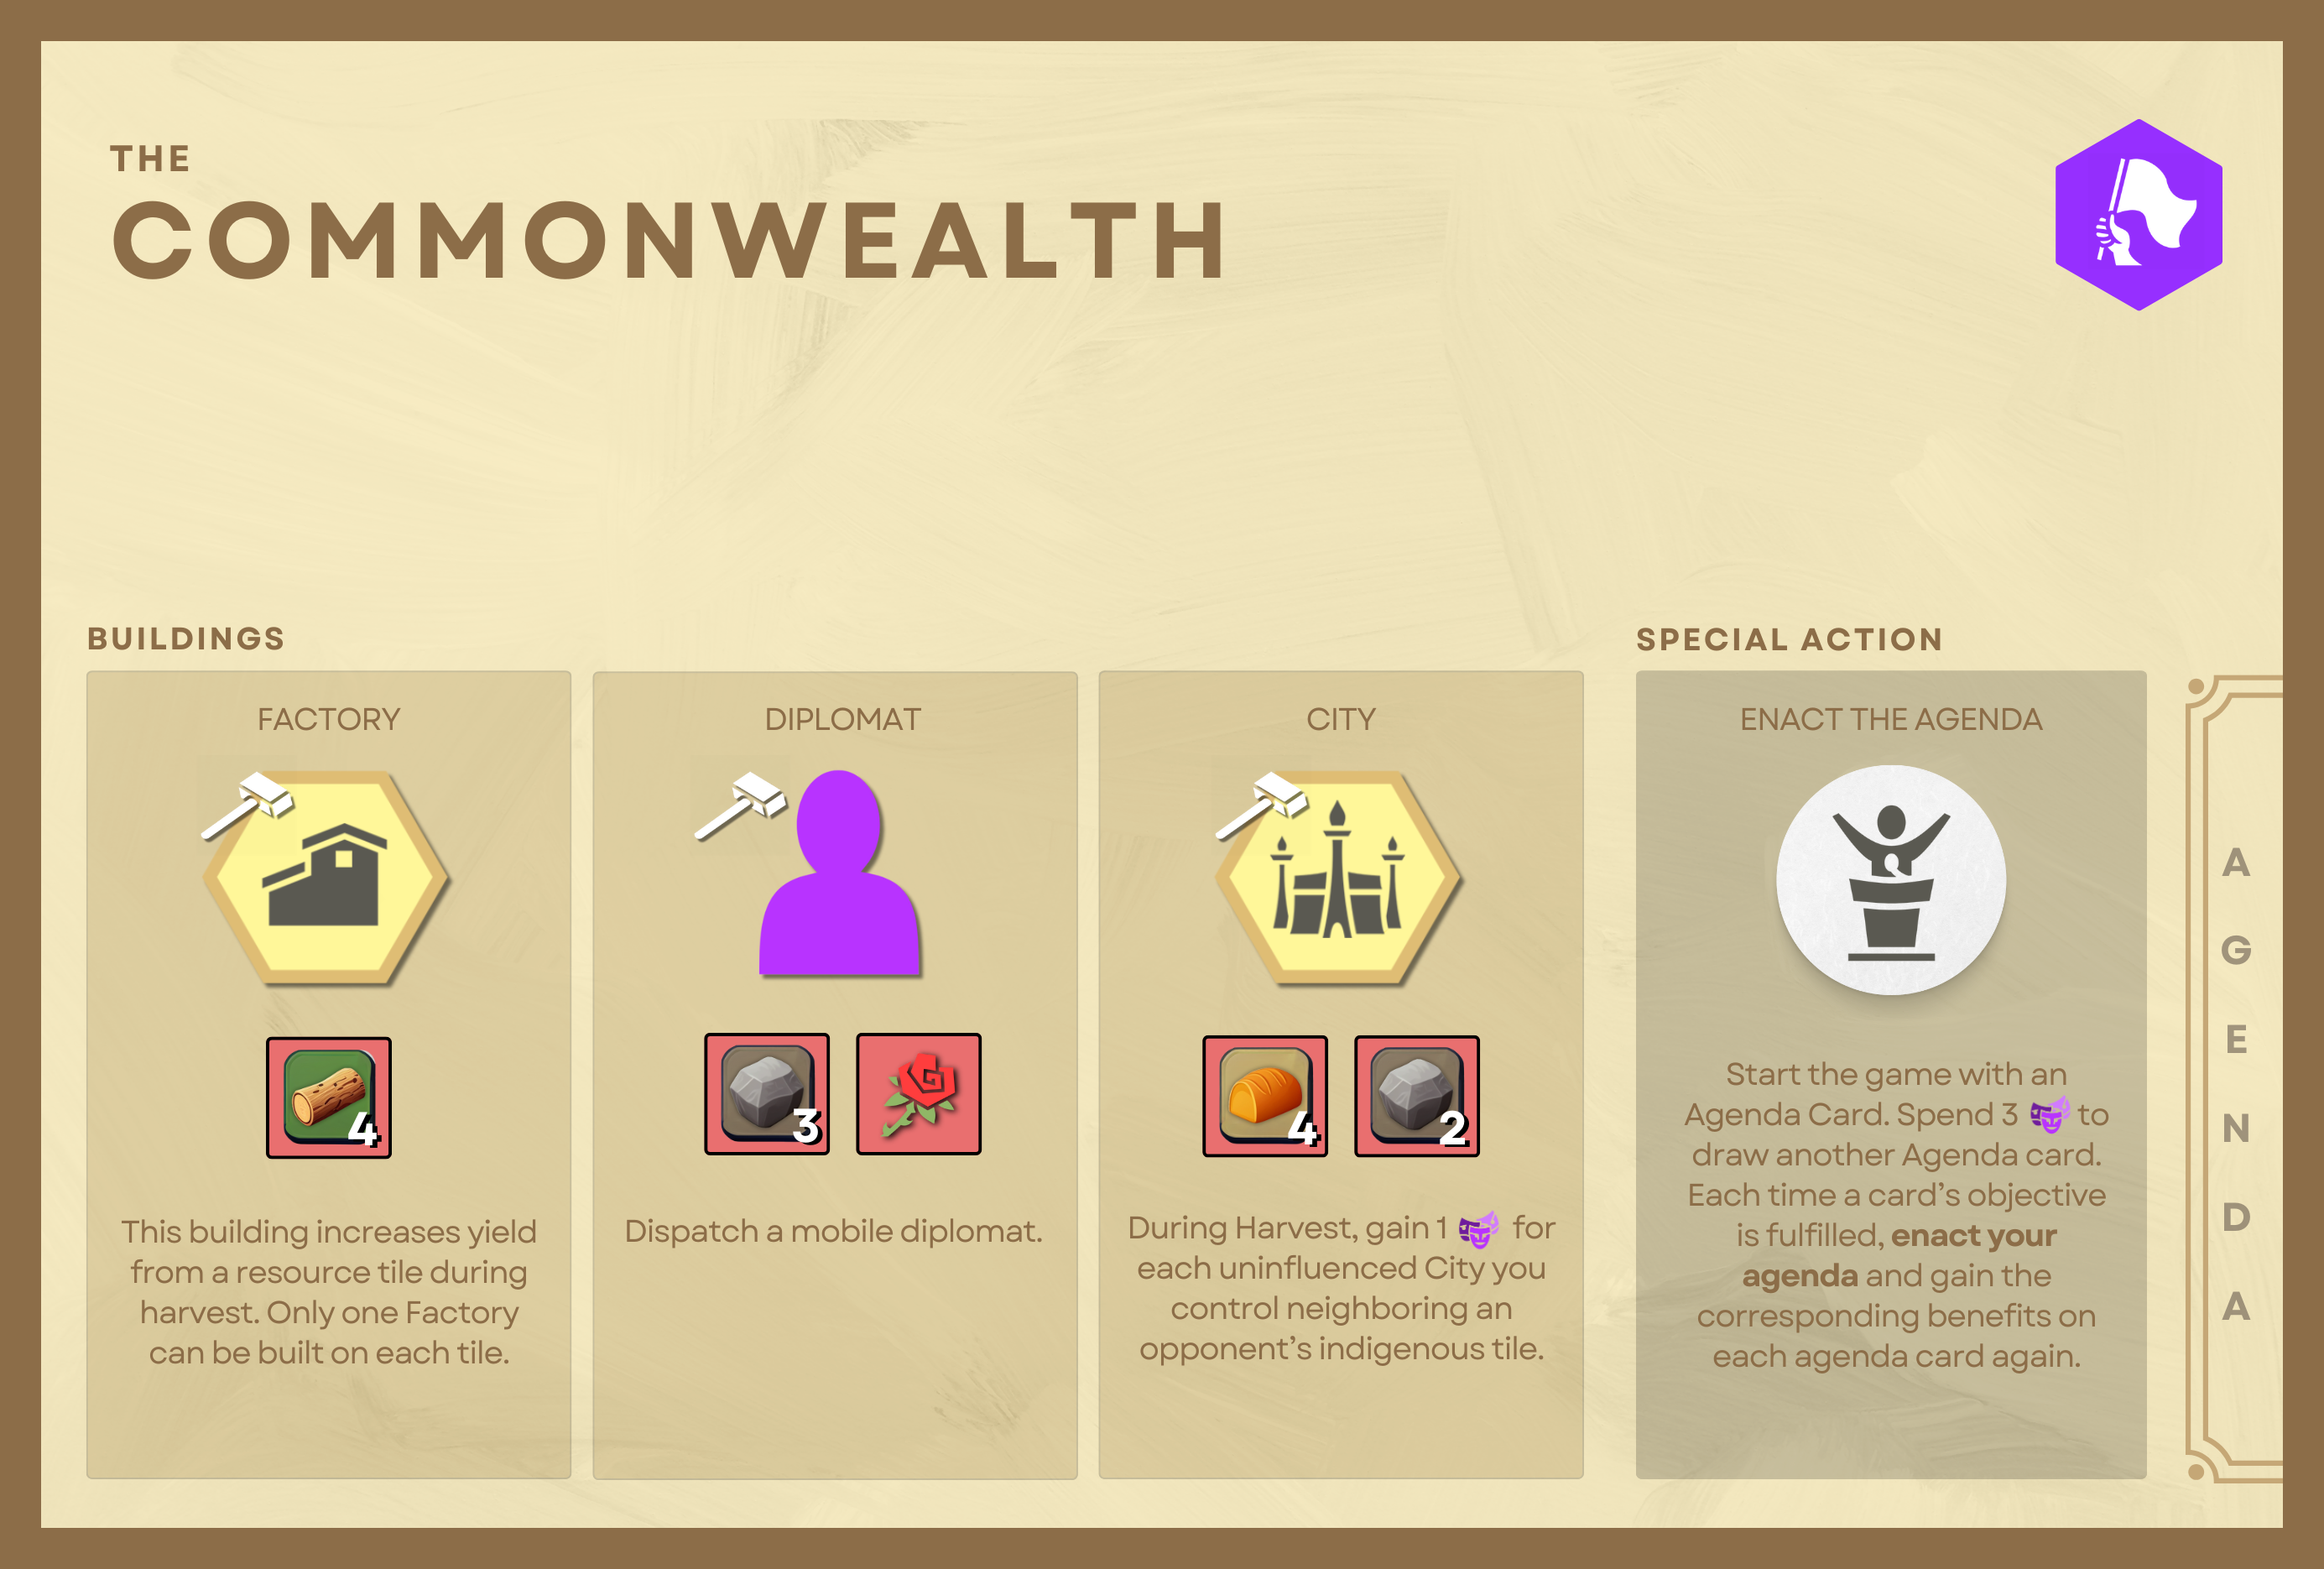 THE
COMMONWEALTH
BUILDINGS
FACTORY
4
This building increases yield
from a resource tile during
harvest. Only one Factory
can be built on each tile.
DIPLOMAT
3
Dispatch a mobile diplomat.
CITY
4
2
During Harvest, gain 1 for
each uninfluenced City you
control neighboring an
opponent's indigenous tile.
SPECIAL ACTION
ENACT THE AGENDA
Start the game with an
Agenda Card. Spend 3 to
draw another Agenda card.
Each time a card's objective
is fulfilled, enact your
agenda and gain the
corresponding benefits on
each agenda card again.
AGENDA